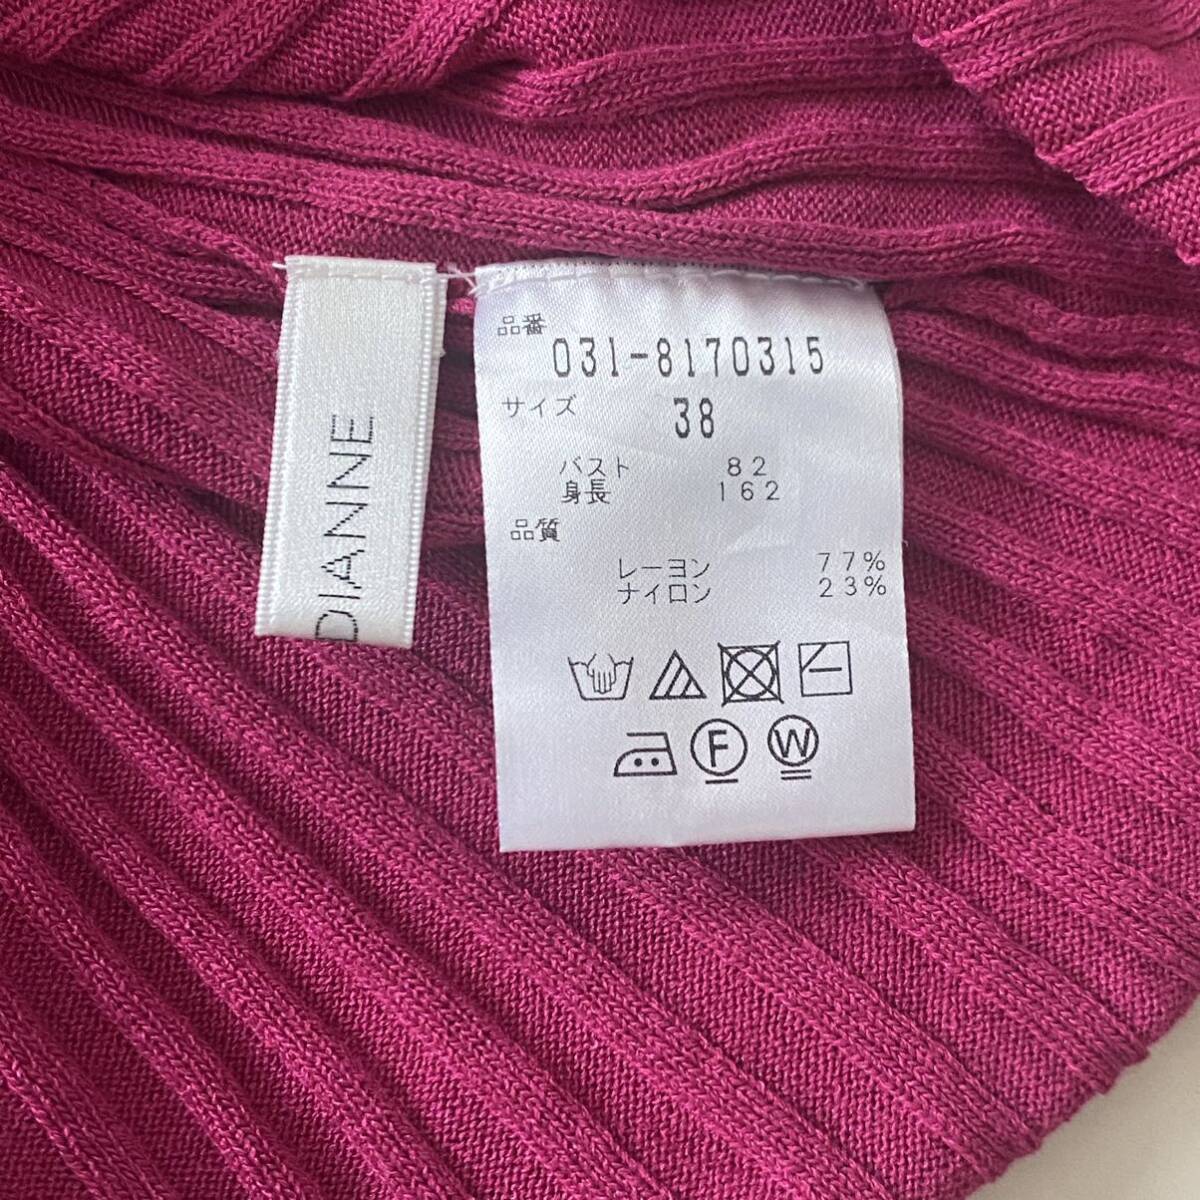 DIANNE
品番
031-8170315
サイズ 38
バスト 82
身長 162
品質
レーヨン 77%
ナイロン 23%
F W